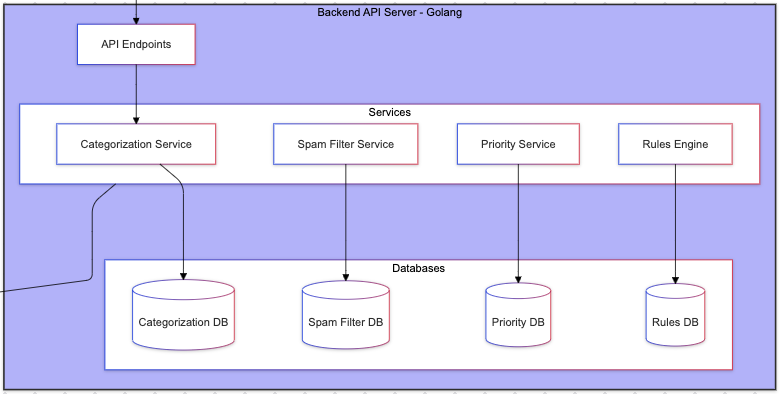 Backend API Server - Golang
API Endpoints
Services
Categorization Service
Spam Filter Service
Priority Service
Rules Engine
Databases
Categorization DB
Spam Filter DB
Priority DB
Rules DB